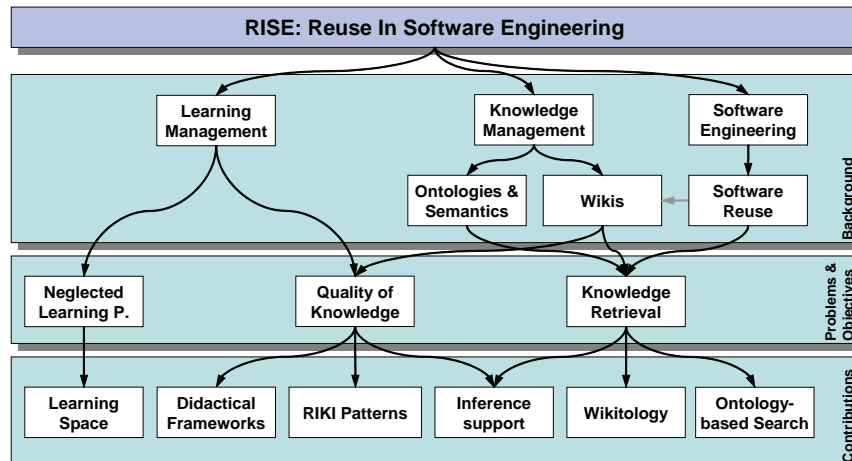 RISE: Reuse In Software Engineering
Learning
Management
Knowledge
Management
Software
Engineering
Ontologies &
Semantics
Wikis
Software
Reuse
Background
Neglected
Learning P.
Quality of
Knowledge
Knowledge
Retrieval
Problems &
Objectives
Learning
Space
Didactical
Frameworks
RIKI Patterns
Inference
support
Wikitology
Ontology-
based Search
Contributions